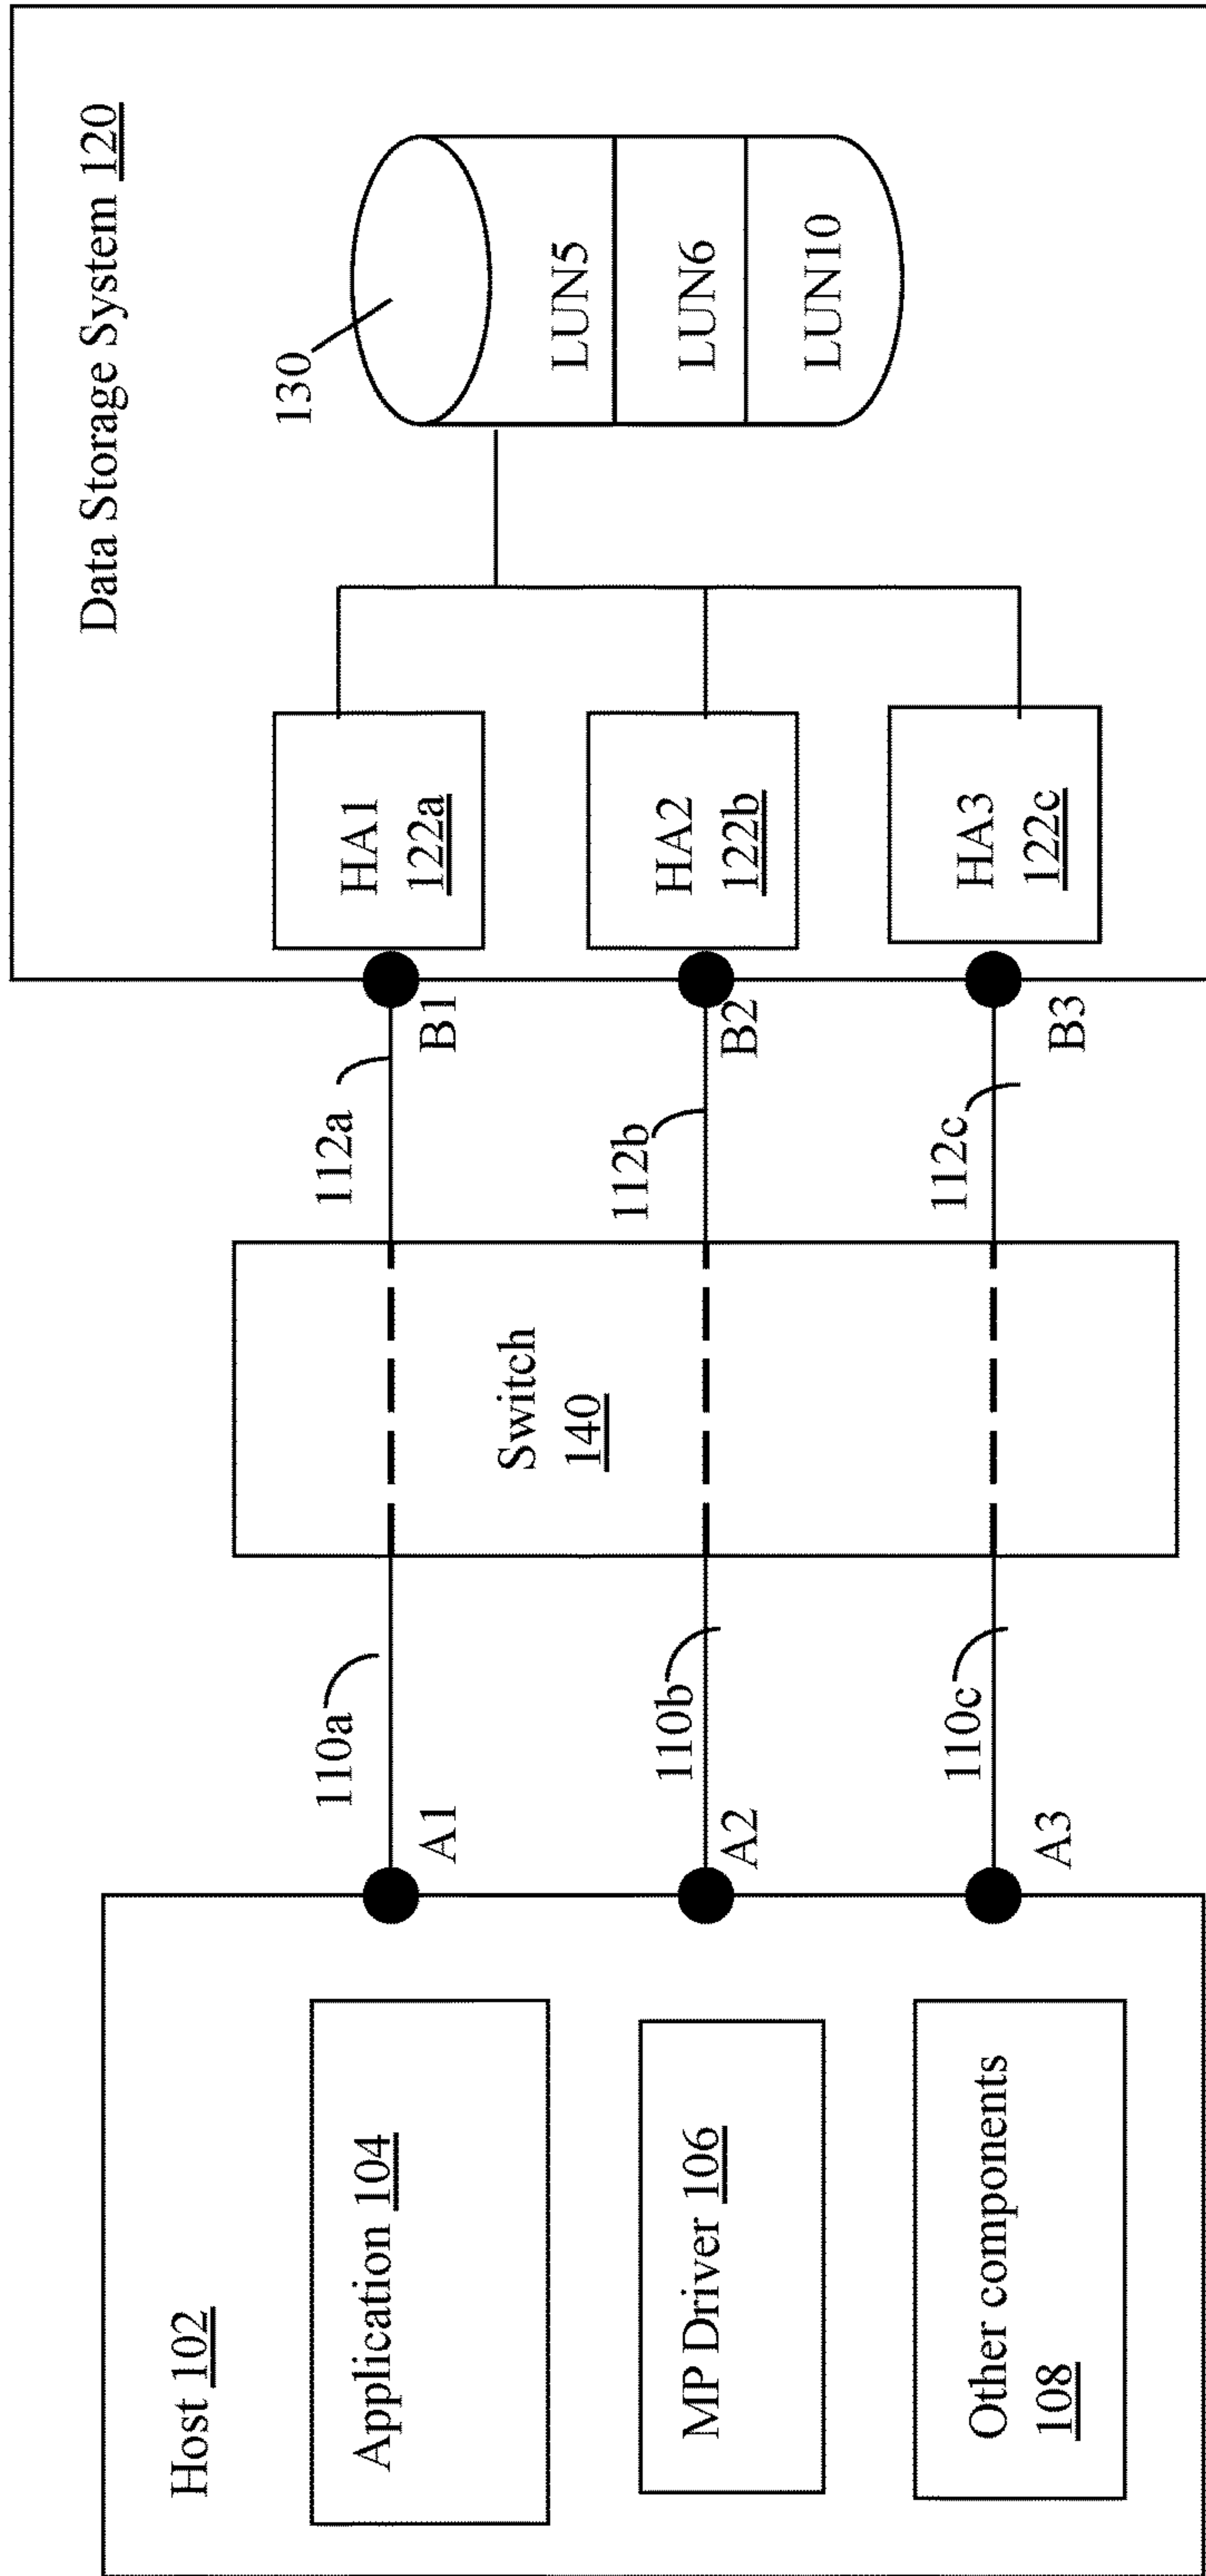 Host 102
Application 104
MP Driver 106
Other components
108
A1
A2
A3
110a
110b
110c
Switch
140
112a
112b
112c
B1
B2
B3
Data Storage System 120
HA1
122a
HA2
122b
HA3
122c
130
LUN5
LUN6
LUN10